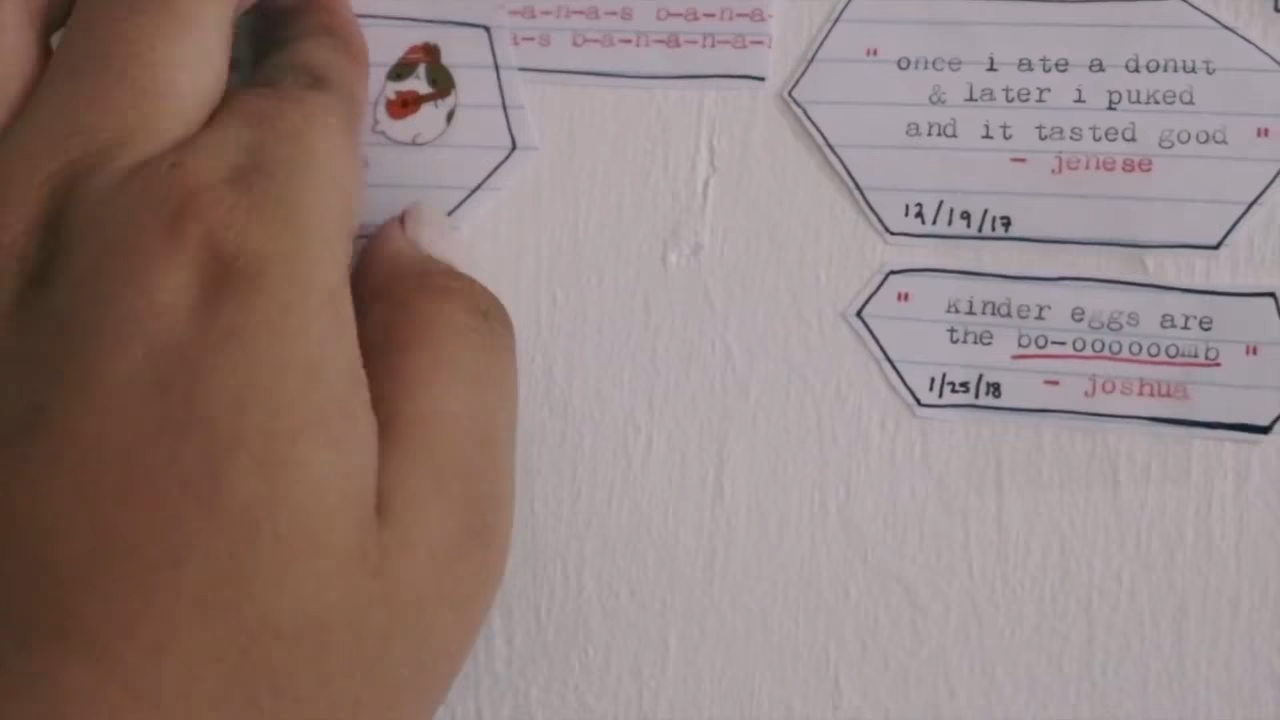 -a-n-a-s b-a-n-a-
-s b-a-n-a-n-a-
" once i ate a donut
& later i puked
and it tasted good "
- jenese
12/19/17
" kinder eggs are
the bo-oooooomb "
1/25/18 - joshua